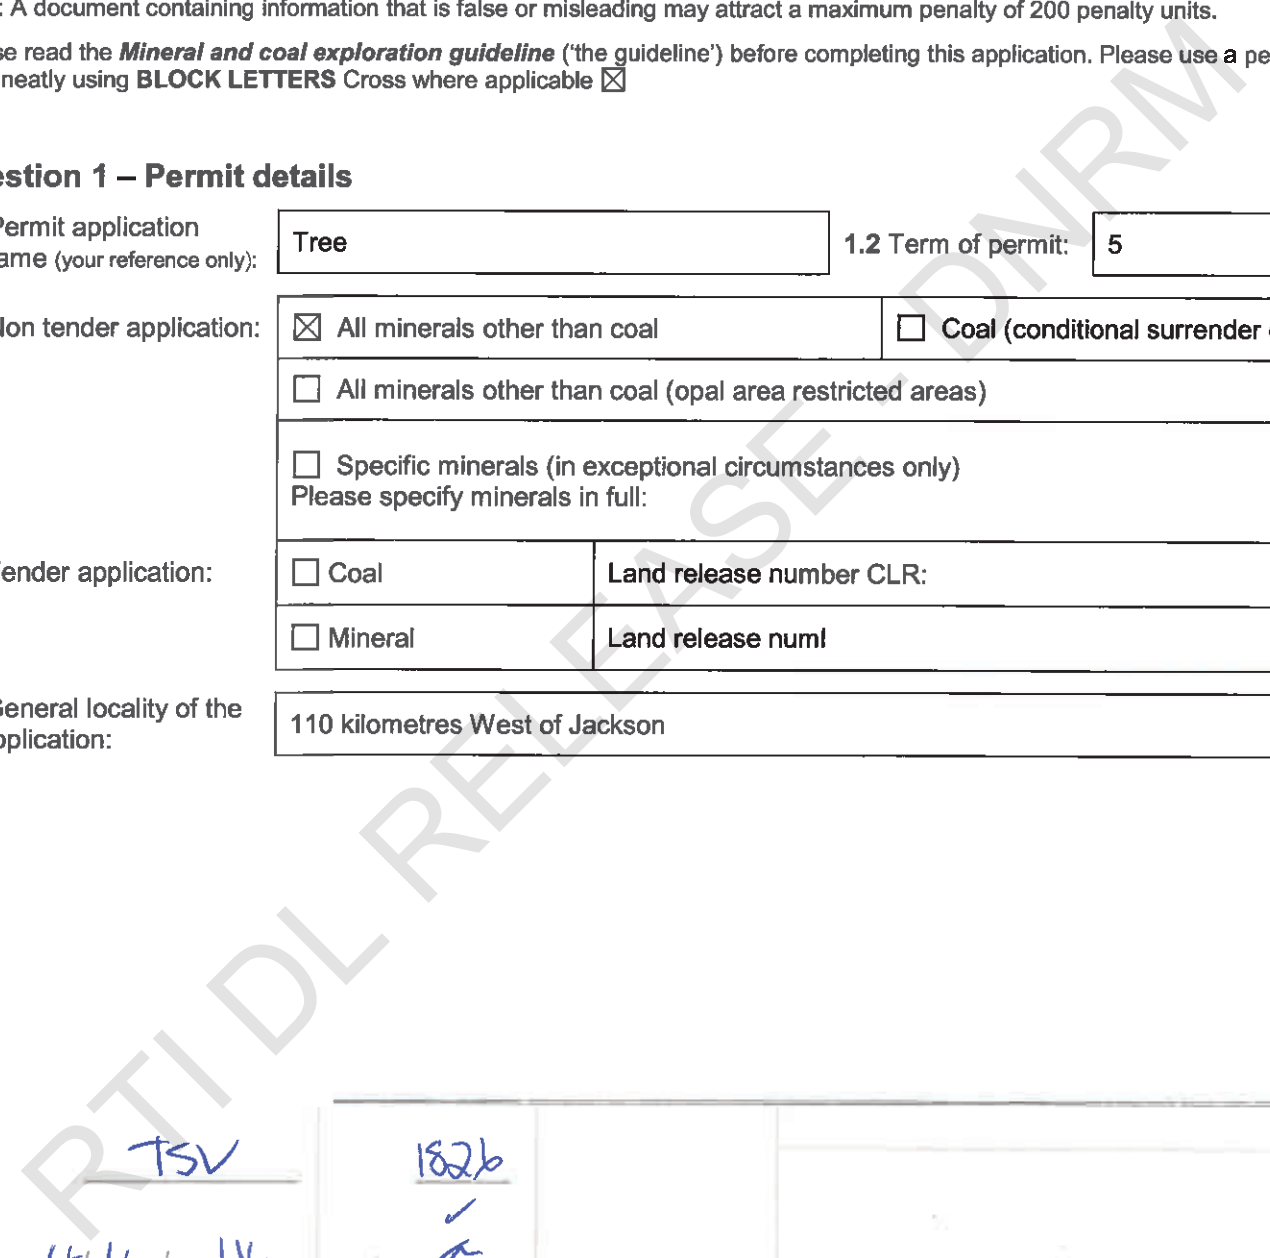 : A document containing information that is false or misleading may attract a maximum penalty of 200 penalty units.
se read the Mineral and coal exploration guideline ('the guideline') before completing this application. Please use a pe
neatly using BLOCK LETTERS Cross where applicable ☒
estion 1 – Permit details
Permit application
ame (your reference only):
Tree
1.2 Term of permit:
5
Non tender application:
☒ All minerals other than coal
☐ Coal (conditional surrender
☐ All minerals other than coal (opal area restricted areas)
☐ Specific minerals (in exceptional circumstances only)
Please specify minerals in full:
ender application:
☐ Coal
Land release number CLR:
☐ Mineral
Land release numl
General locality of the
pplication:
110 kilometres West of Jackson
RTI DL RELEASE - DNRM
TSV
1826